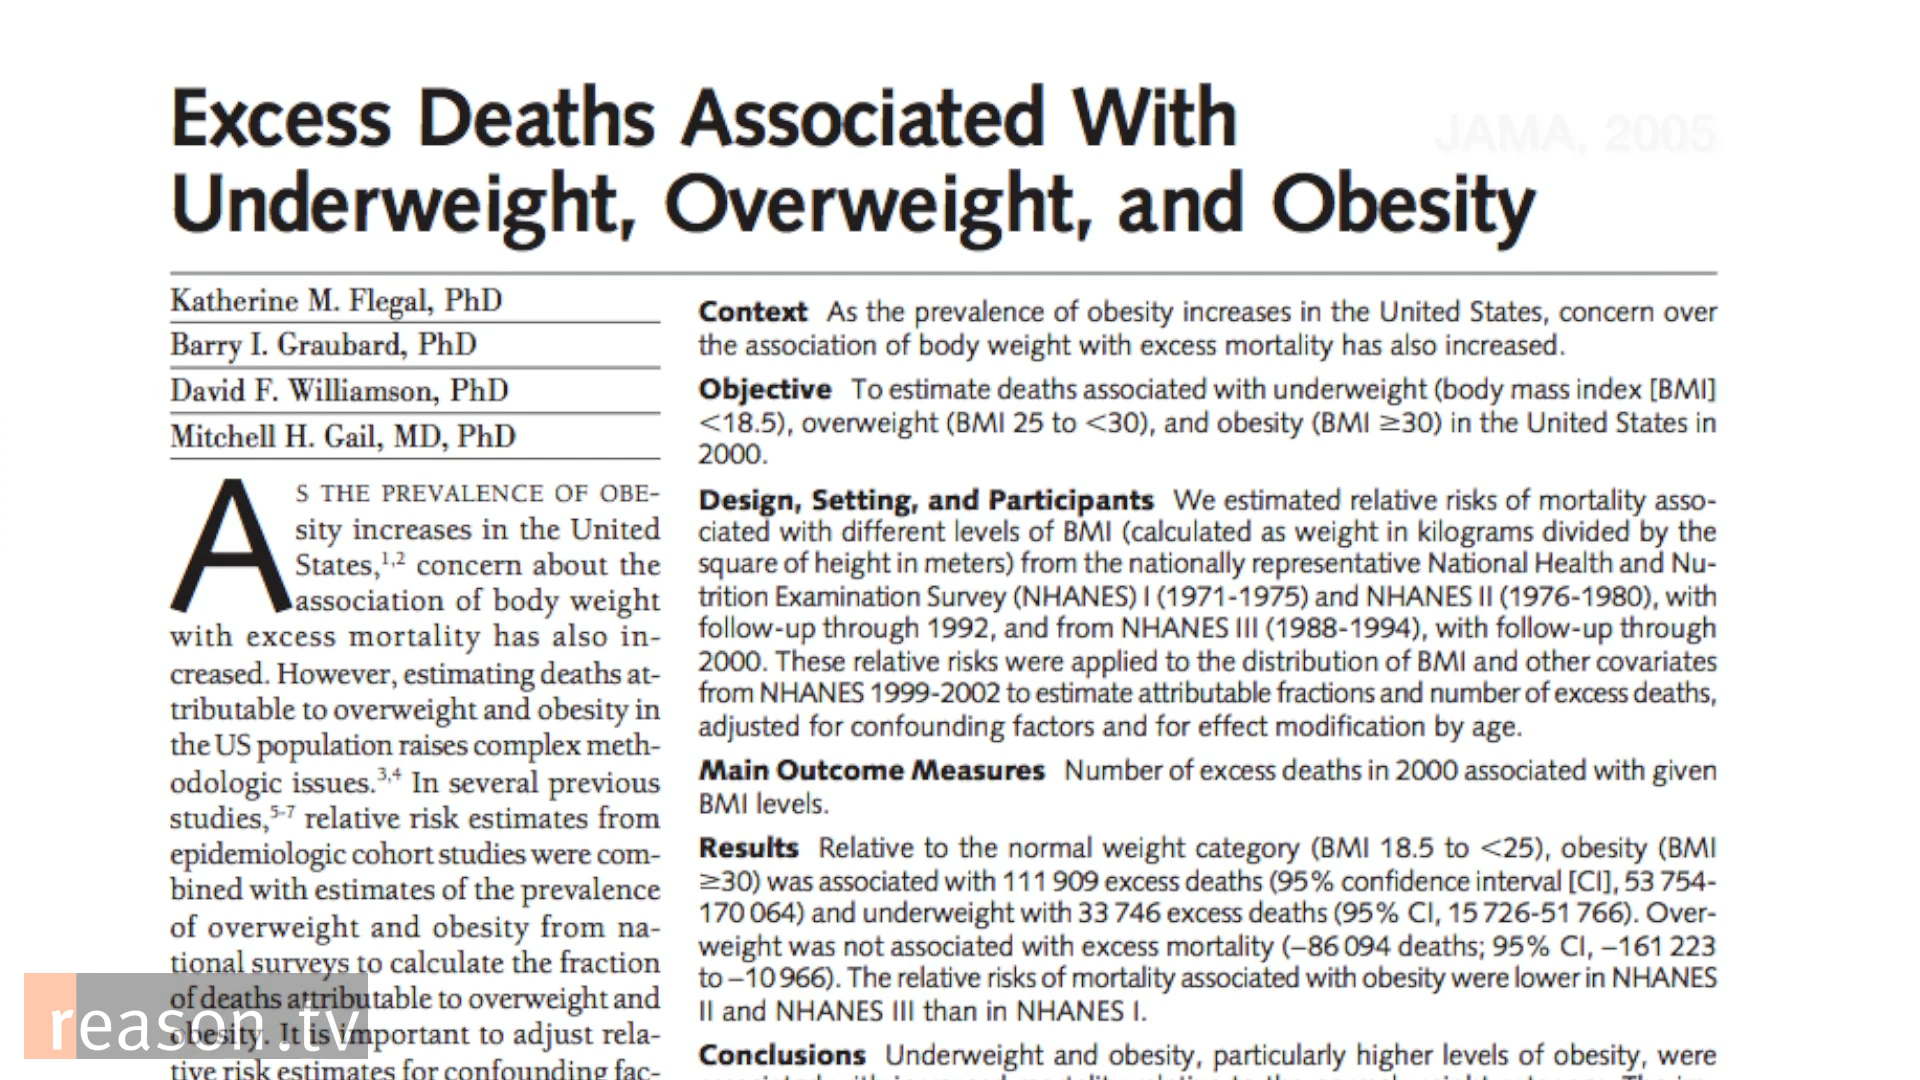 Excess Deaths Associated With
Underweight, Overweight, and Obesity
JAMA, 2005
Katherine M. Flegal, PhD
Barry I. Graubard, PhD
David F. Williamson, PhD
Mitchell H. Gail, MD, PhD
AS THE PREVALENCE OF OBE-
sity increases in the United
States,1,2 concern about the
association of body weight
with excess mortality has also in-
creased. However, estimating deaths at-
tributable to overweight and obesity in
the US population raises complex meth-
odologic issues.3,4 In several previous
studies,5-7 relative risk estimates from
epidemiologic cohort studies were com-
bined with estimates of the prevalence
of overweight and obesity from na-
tional surveys to calculate the fraction
of deaths attributable to overweight and
obesity. It is important to adjust rela-
tive risk estimates for confounding fac-
Context As the prevalence of obesity increases in the United States, concern over
the association of body weight with excess mortality has also increased.
Objective To estimate deaths associated with underweight (body mass index [BMI]
<18.5), overweight (BMI 25 to <30), and obesity (BMI ≥30) in the United States in
2000.
Design, Setting, and Participants We estimated relative risks of mortality asso-
ciated with different levels of BMI (calculated as weight in kilograms divided by the
square of height in meters) from the nationally representative National Health and Nu-
trition Examination Survey (NHANES) I (1971-1975) and NHANES II (1976-1980), with
follow-up through 1992, and from NHANES III (1988-1994), with follow-up through
2000. These relative risks were applied to the distribution of BMI and other covariates
from NHANES 1999-2002 to estimate attributable fractions and number of excess deaths,
adjusted for confounding factors and for effect modification by age.
Main Outcome Measures Number of excess deaths in 2000 associated with given
BMI levels.
Results Relative to the normal weight category (BMI 18.5 to <25), obesity (BMI
≥30) was associated with 111 909 excess deaths (95% confidence interval [CI], 53 754-
170 064) and underweight with 33 746 excess deaths (95% CI, 15 726-51 766). Over-
weight was not associated with excess mortality (−86 094 deaths; 95% CI, −161 223
to −10 966). The relative risks of mortality associated with obesity were lower in NHANES
II and NHANES III than in NHANES I.
Conclusions Underweight and obesity, particularly higher levels of obesity, were
reason.tv